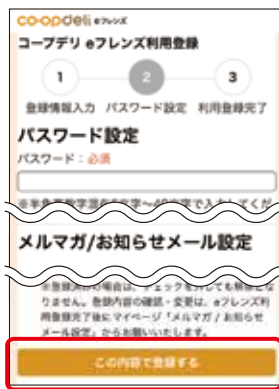 CO・OP deli eフレンズ
コープデリ eフレンズ利用登録
1 2 3
登録情報入力 パスワード設定 利用登録完了
パスワード設定
パスワード：必須
メルマガ/お知らせメール設定
りません。登録内容の確認・変更は、eフレンズ利
用登録完了後にマイページ「メルマガ / お知らせ
メール設定」からお願いいたします。
この内容で登録する